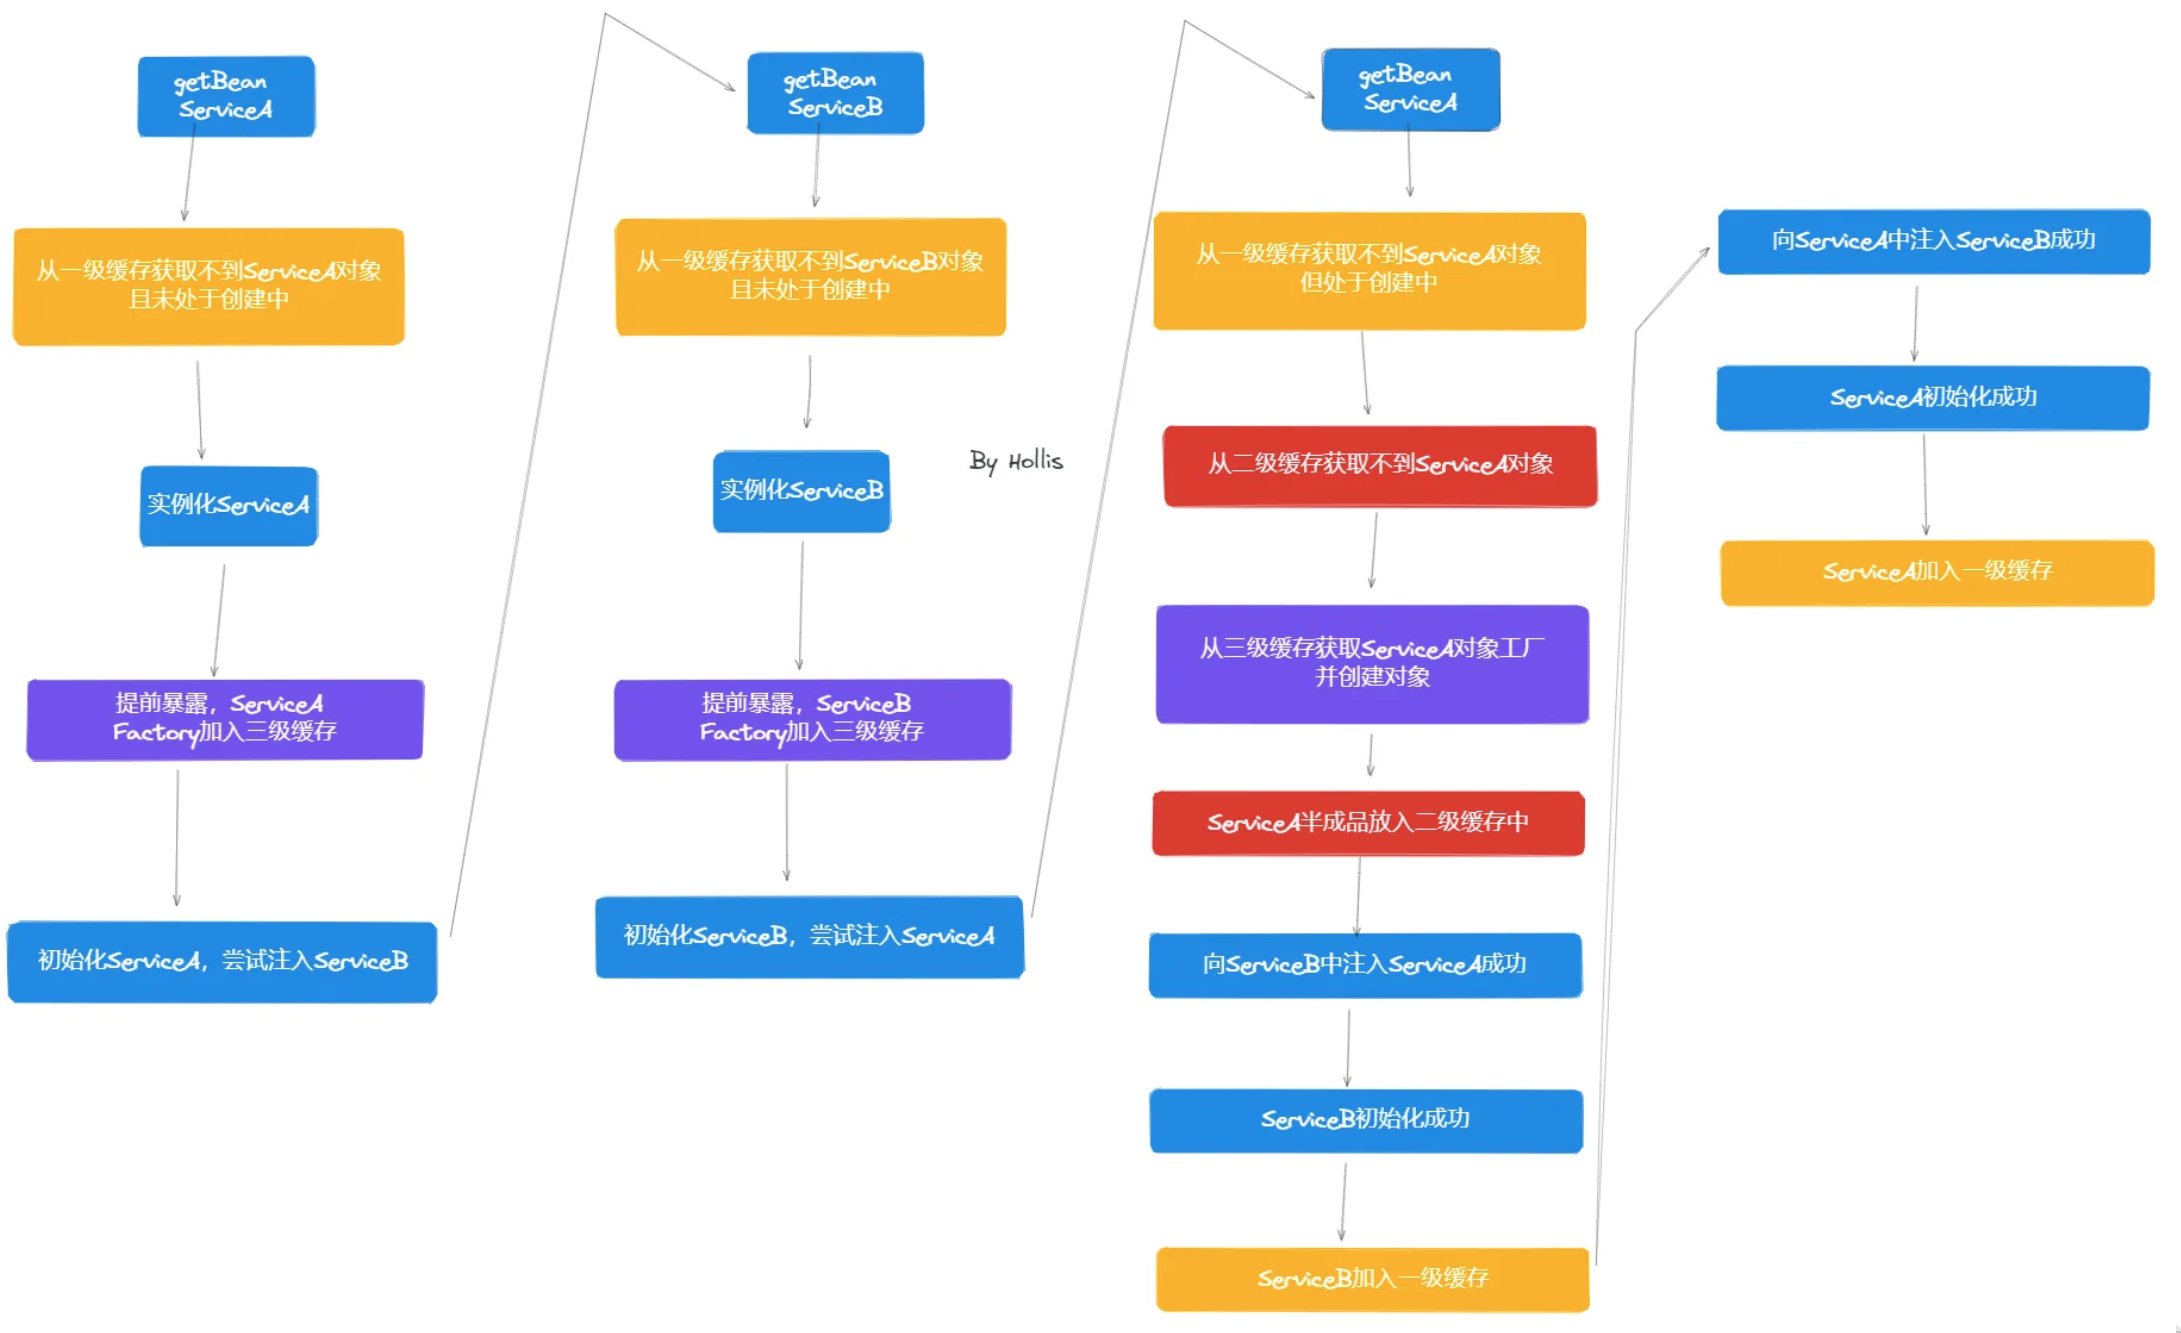 getBean
ServiceA
从一级缓存获取不到ServiceA对象
且未处于创建中
实例化ServiceA
提前暴露，ServiceA
Factory加入三级缓存
初始化ServiceA，尝试注入ServiceB
getBean
ServiceB
从一级缓存获取不到ServiceB对象
且未处于创建中
实例化ServiceB
提前暴露，ServiceB
Factory加入三级缓存
初始化ServiceB，尝试注入ServiceA
By Hollis
getBean
ServiceA
从一级缓存获取不到ServiceA对象
但处于创建中
从二级缓存获取不到ServiceA对象
从三级缓存获取ServiceA对象工厂
并创建对象
ServiceA半成品放入二级缓存中
向ServiceB中注入ServiceA成功
ServiceB初始化成功
ServiceB加入一级缓存
向ServiceA中注入ServiceB成功
ServiceA初始化成功
ServiceA加入一级缓存